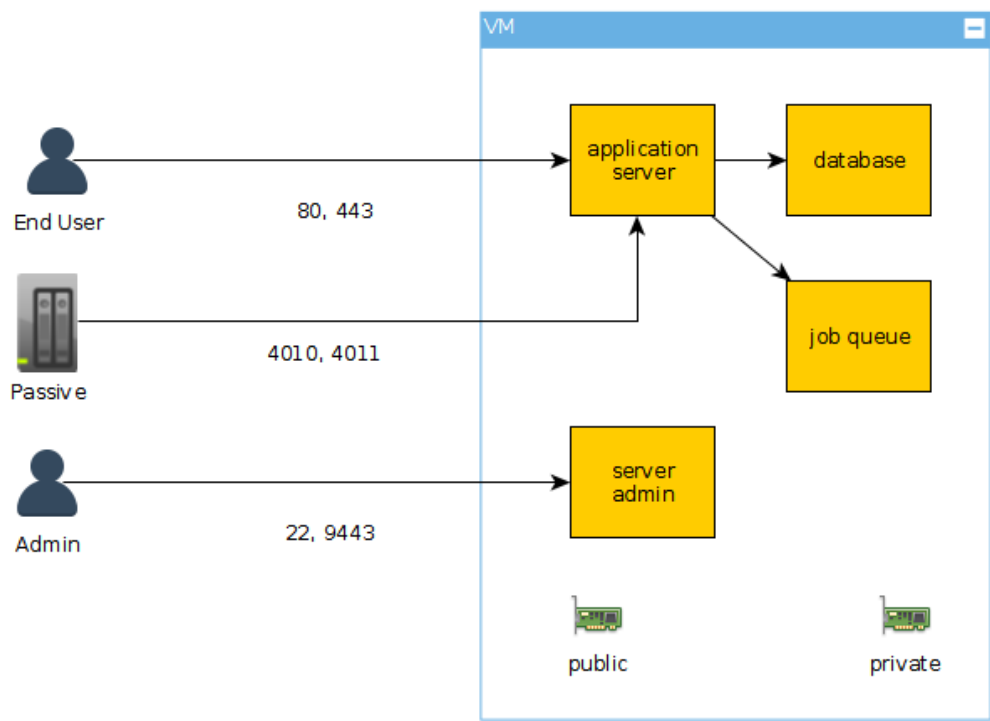 VM
application
server
database
80, 443
End User
job queue
4010, 4011
Passive
server
admin
22, 9443
Admin
public
private